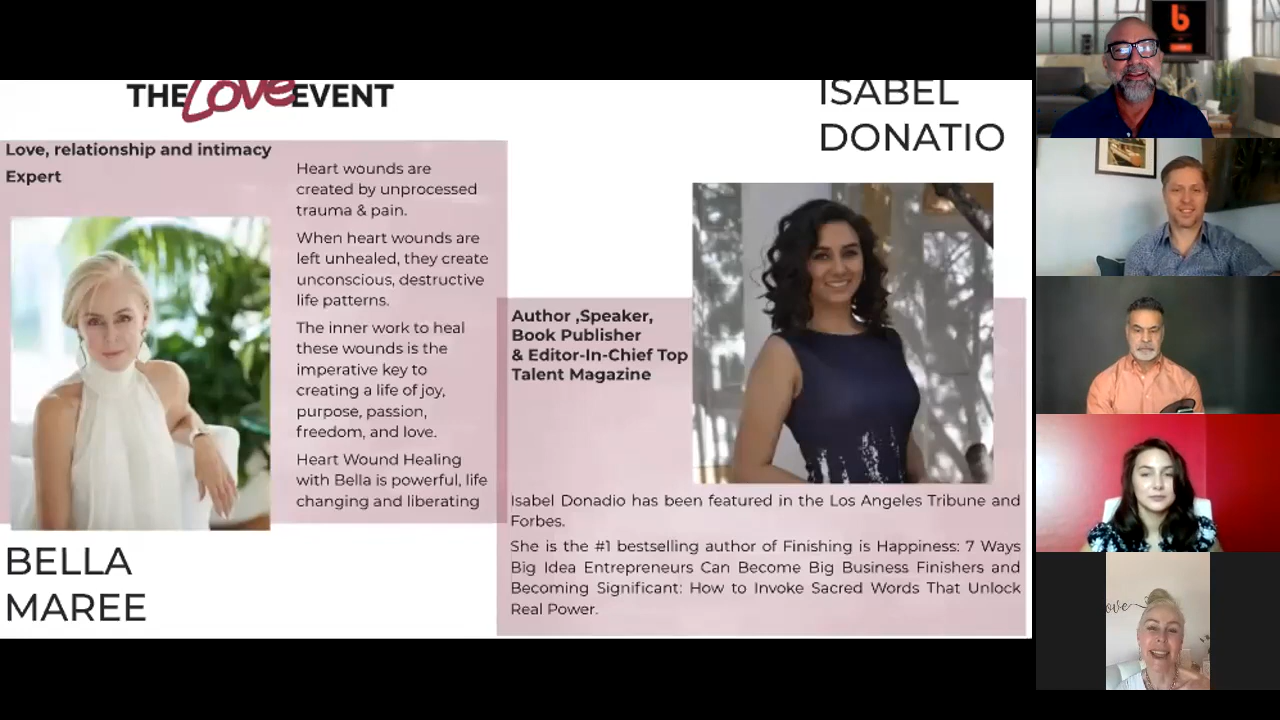 THE Love EVENT
Love, relationship and intimacy
Expert
Heart wounds are
created by unprocessed
trauma & pain.
When heart wounds are
left unhealed, they create
unconscious, destructive
life patterns.
The inner work to heal
these wounds is the
imperative key to
creating a life of joy,
purpose, passion,
freedom, and love.
Heart Wound Healing
with Bella is powerful, life
changing and liberating
BELLA
MAREE
ISABEL
DONATIO
Author ,Speaker,
Book Publisher
& Editor-In-Chief Top
Talent Magazine
Isabel Donadio has been featured in the Los Angeles Tribune and
Forbes.
She is the #1 bestselling author of Finishing is Happiness: 7 Ways
Big Idea Entrepreneurs Can Become Big Business Finishers and
Becoming Significant: How to Invoke Sacred Words That Unlock
Real Power.
b
ove